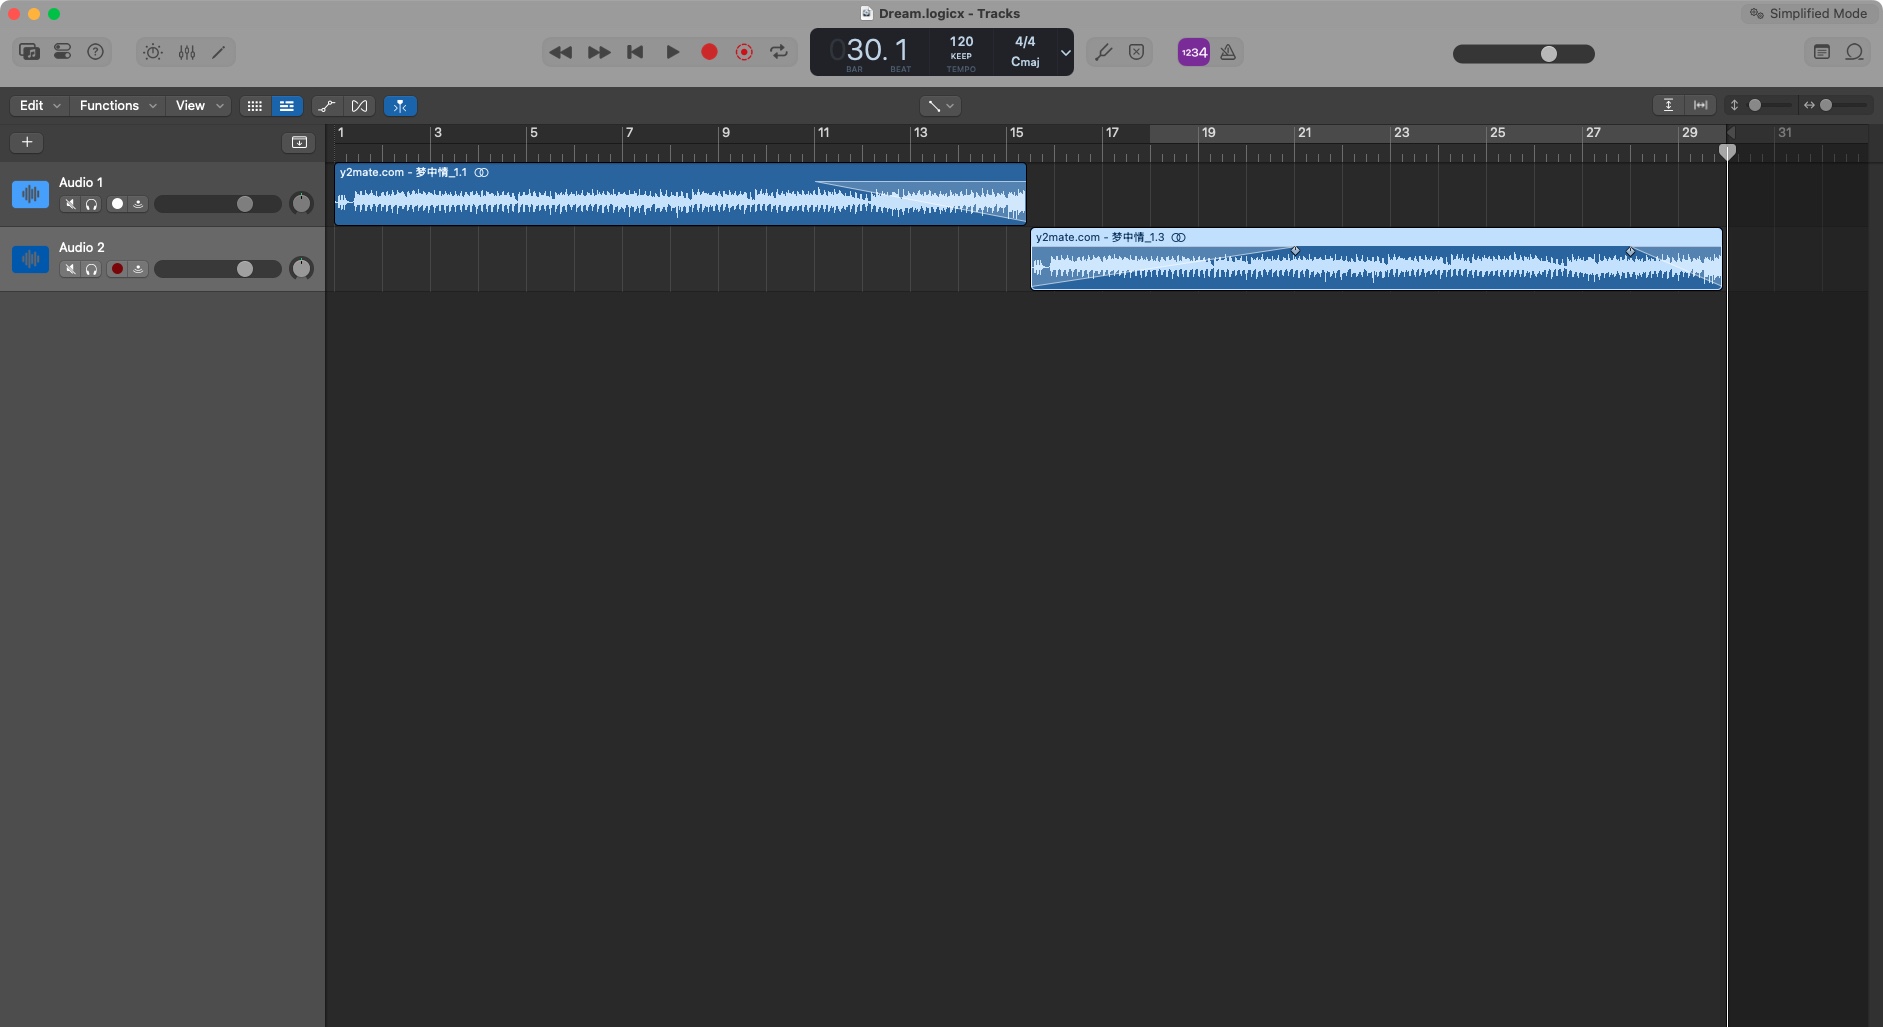 Dream.logicx - Tracks
Simplified Mode
030. 1
BAR BEAT
120
KEEP
TEMPO
4/4
Cmaj
1234
Edit Functions View
1 3 5 7 9 11 13 15 17 19 21 23 25 27 29 31
Audio 1
y2mate.com - 梦中情_1.1
Audio 2
y2mate.com - 梦中情_1.3